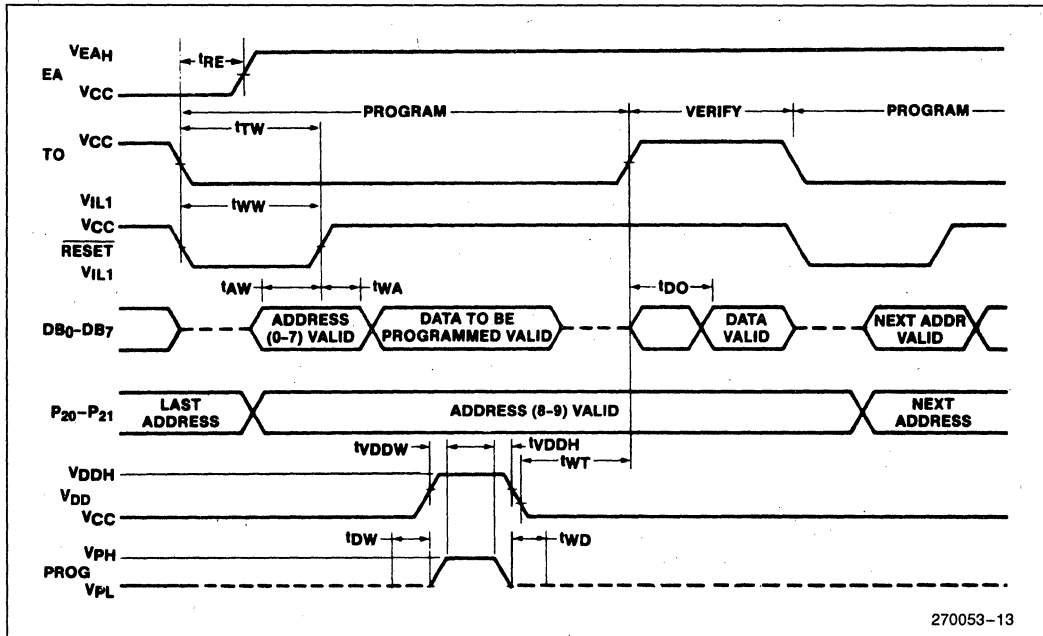 VEAH
EA
tRE
VCC
PROGRAM
VERIFY
PROGRAM
tTW
VCC
TO
VIL1
tWW
VCC
RESET
VIL1
tAW
tWA
tDO
DB0–DB7
ADDRESS
(0–7) VALID
DATA TO BE
PROGRAMMED VALID
DATA
VALID
NEXT ADDR
VALID
P20–P21
LAST
ADDRESS
ADDRESS (8–9) VALID
NEXT
ADDRESS
tVDDW
tVDDH
tWT
VDDH
VDD
VCC
tDW
tWD
VPH
PROG
VPL
270053–13